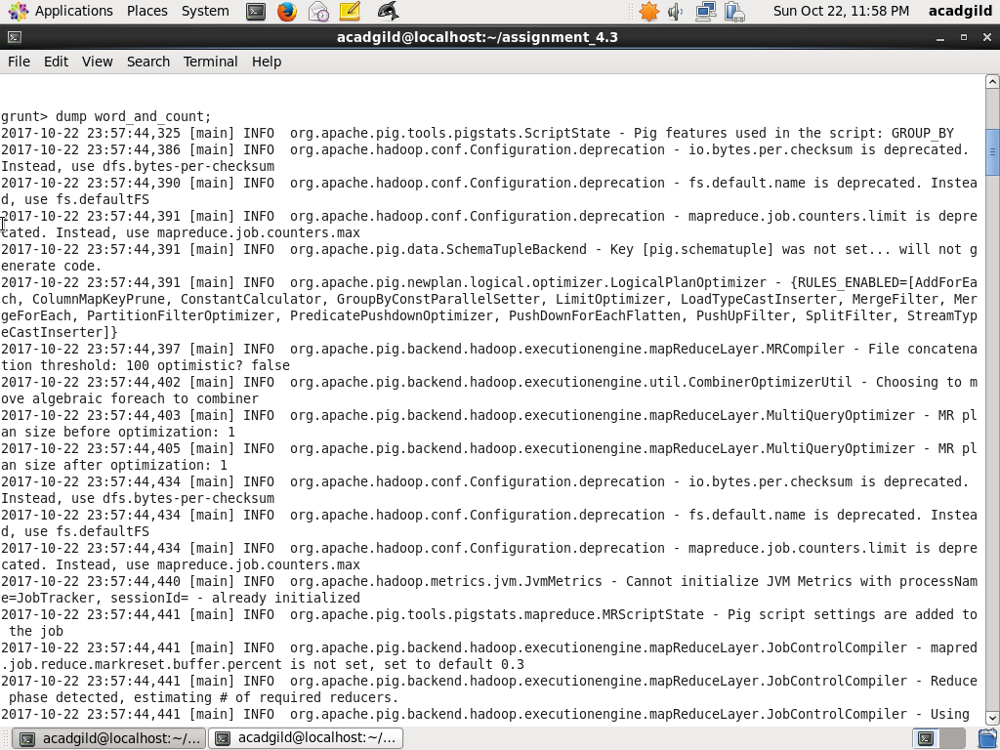 Applications Places System Sun Oct 22, 11:58 PM acadgild
acadgild@localhost:~/assignment_4.3
File Edit View Search Terminal Help
grunt> dump word_and_count;
2017-10-22 23:57:44,325 [main] INFO  org.apache.pig.tools.pigstats.ScriptState - Pig features used in the script: GROUP_BY
2017-10-22 23:57:44,386 [main] INFO  org.apache.hadoop.conf.Configuration.deprecation - io.bytes.per.checksum is deprecated.
Instead, use dfs.bytes-per-checksum
2017-10-22 23:57:44,390 [main] INFO  org.apache.hadoop.conf.Configuration.deprecation - fs.default.name is deprecated. Instea
d, use fs.defaultFS
2017-10-22 23:57:44,391 [main] INFO  org.apache.hadoop.conf.Configuration.deprecation - mapreduce.job.counters.limit is depre
cated. Instead, use mapreduce.job.counters.max
2017-10-22 23:57:44,391 [main] INFO  org.apache.pig.data.SchemaTupleBackend - Key [pig.schematuple] was not set... will not g
enerate code.
2017-10-22 23:57:44,391 [main] INFO  org.apache.pig.newplan.logical.optimizer.LogicalPlanOptimizer - {RULES_ENABLED=[AddForEa
ch, ColumnMapKeyPrune, ConstantCalculator, GroupByConstParallelSetter, LimitOptimizer, LoadTypeCastInserter, MergeFilter, Mer
geForEach, PartitionFilterOptimizer, PredicatePushdownOptimizer, PushDownForEachFlatten, PushUpFilter, SplitFilter, StreamTyp
eCastInserter]}
2017-10-22 23:57:44,397 [main] INFO  org.apache.pig.backend.hadoop.executionengine.mapReduceLayer.MRCompiler - File concatena
tion threshold: 100 optimistic? false
2017-10-22 23:57:44,402 [main] INFO  org.apache.pig.backend.hadoop.executionengine.util.CombinerOptimizerUtil - Choosing to m
ove algebraic foreach to combiner
2017-10-22 23:57:44,403 [main] INFO  org.apache.pig.backend.hadoop.executionengine.mapReduceLayer.MultiQueryOptimizer - MR pl
an size before optimization: 1
2017-10-22 23:57:44,405 [main] INFO  org.apache.pig.backend.hadoop.executionengine.mapReduceLayer.MultiQueryOptimizer - MR pl
an size after optimization: 1
2017-10-22 23:57:44,434 [main] INFO  org.apache.hadoop.conf.Configuration.deprecation - io.bytes.per.checksum is deprecated.
Instead, use dfs.bytes-per-checksum
2017-10-22 23:57:44,434 [main] INFO  org.apache.hadoop.conf.Configuration.deprecation - fs.default.name is deprecated. Instea
d, use fs.defaultFS
2017-10-22 23:57:44,434 [main] INFO  org.apache.hadoop.conf.Configuration.deprecation - mapreduce.job.counters.limit is depre
cated. Instead, use mapreduce.job.counters.max
2017-10-22 23:57:44,440 [main] INFO  org.apache.hadoop.metrics.jvm.JvmMetrics - Cannot initialize JVM Metrics with processNam
e=JobTracker, sessionId= - already initialized
2017-10-22 23:57:44,441 [main] INFO  org.apache.pig.tools.pigstats.mapreduce.MRScriptState - Pig script settings are added to
 the job
2017-10-22 23:57:44,441 [main] INFO  org.apache.pig.backend.hadoop.executionengine.mapReduceLayer.JobControlCompiler - mapred
.job.reduce.markreset.buffer.percent is not set, set to default 0.3
2017-10-22 23:57:44,441 [main] INFO  org.apache.pig.backend.hadoop.executionengine.mapReduceLayer.JobControlCompiler - Reduce
 phase detected, estimating # of required reducers.
2017-10-22 23:57:44,441 [main] INFO  org.apache.pig.backend.hadoop.executionengine.mapReduceLayer.JobControlCompiler - Using
acadgild@localhost:~/... acadgild@localhost:~/...